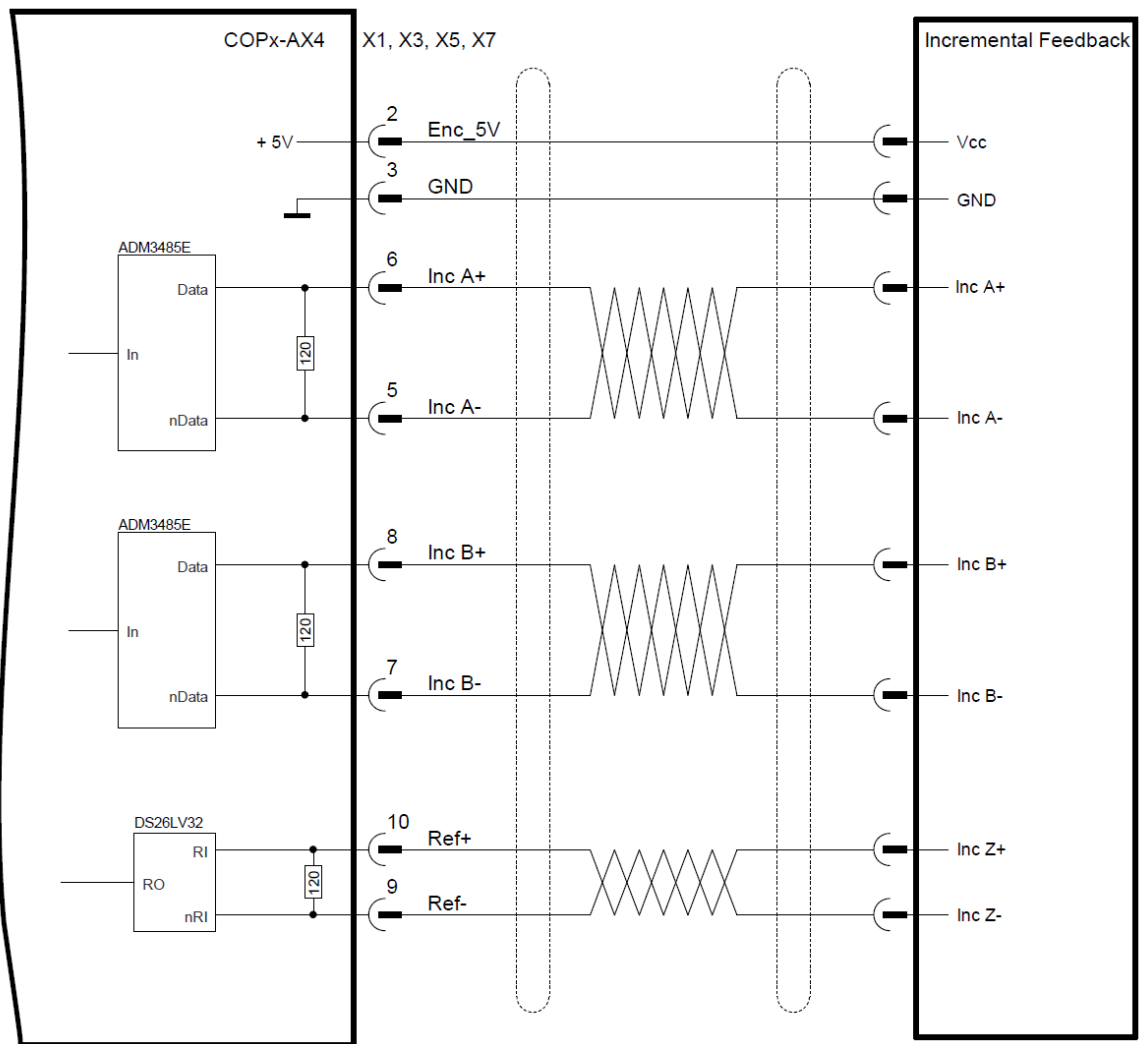 COPx-AX4 X1, X3, X5, X7 Incremental Feedback
2
+ 5V Enc_5V Vcc
3
GND GND
ADM3485E
6
Data Inc A+ Inc A+
In 120
5
nData Inc A- Inc A-
ADM3485E
8
Data Inc B+ Inc B+
In 120
7
nData Inc B- Inc B-
DS26LV32
10
RI Ref+ Inc Z+
RO 120
9
nRI Ref- Inc Z-